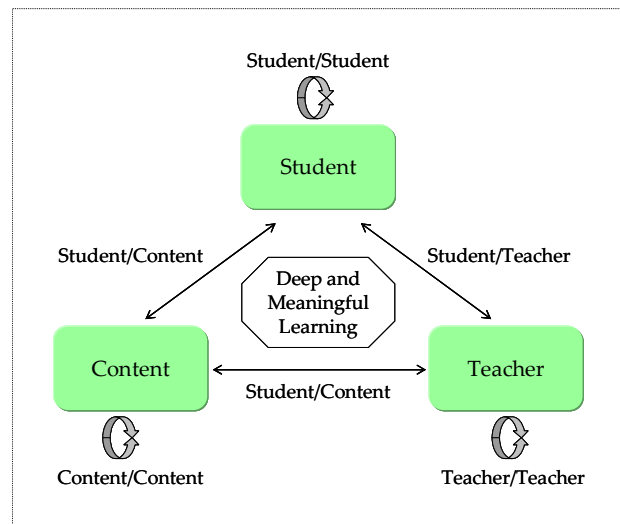 Student/Student
Student
Student/Content
Student/Teacher
Deep and
Meaningful
Learning
Content
Teacher
Student/Content
Content/Content
Teacher/Teacher